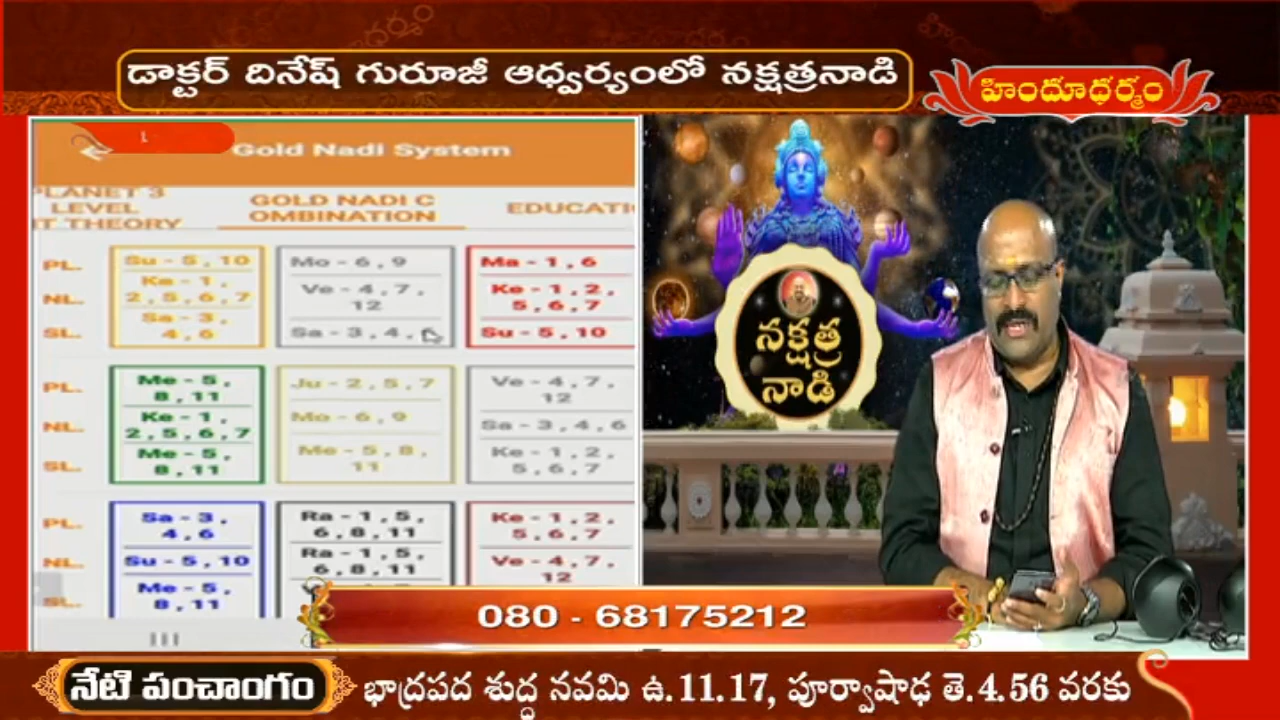 డాక్టర్ దినేష్ గురూజీ ఆధ్వర్యంలో నక్షత్రనాడి
హిందూధర్మం
Gold Nadi System
PLANET 3
LEVEL
IT THEORY
GOLD NADI C
OMBINATION
EDUCATI
PL.
NL.
SL.
Su - 5 , 10
Ke - 1 ,
2 , 5 , 6 , 7
Sa - 3 ,
4 , 6
Mo - 6 , 9
Ve - 4 , 7 ,
12
Sa - 3 , 4 ,
Ma - 1 , 6
Ke - 1 , 2 ,
5 , 6 , 7
Su - 5 , 10
PL.
NL.
SL.
Me - 5 ,
8 , 11
Ke - 1 ,
2 , 5 , 6 , 7
Me - 5 ,
8 , 11
Ju - 2 , 5 , 7
Mo - 6 , 9
Me - 5 , 8 ,
11
Ve - 4 , 7 ,
12
Sa - 3 , 4 , 6
Ke - 1 , 2 ,
5 , 6 , 7
PL.
NL.
SL.
Sa - 3 ,
4 , 6
Su - 5 , 10
Me - 5 ,
8 , 11
Ra - 1 , 5 ,
6 , 8 , 11
Ra - 1 , 5 ,
6 , 8 , 11
Ke - 1 , 2 ,
5 , 6 , 7
Ve - 4 , 7 ,
12
నక్షత్ర
నాడి
080 - 68175212
నేటి పంచాంగం
భాద్రపద శుద్ధ నవమి ఉ.11.17, పూర్వాషాఢ తె.4.56 వరకు